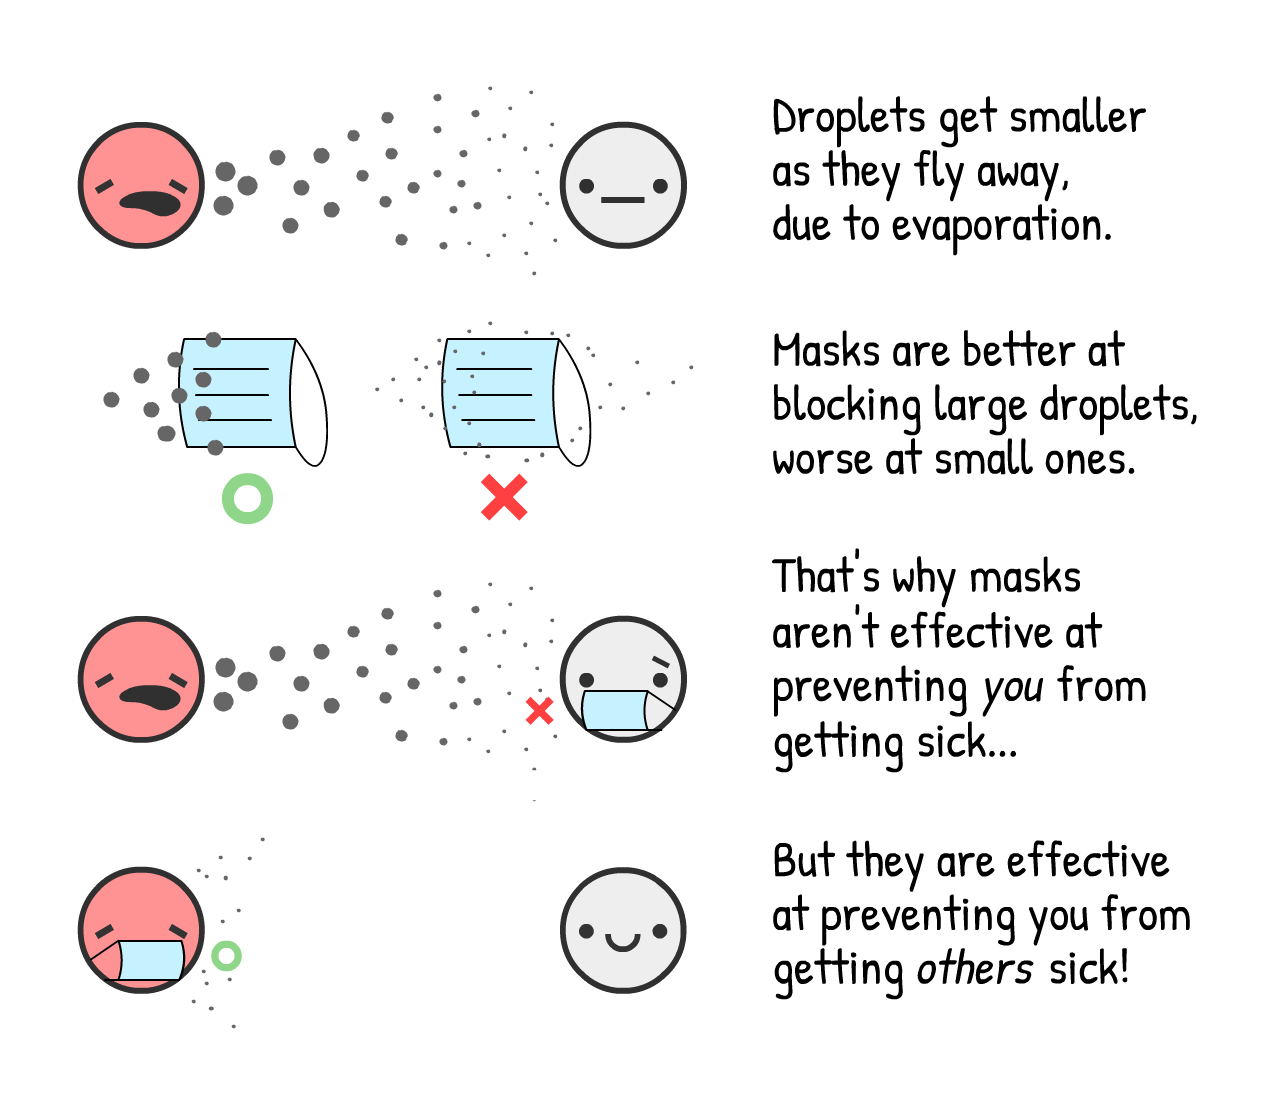 Droplets get smaller
as they fly away,
due to evaporation.
Masks are better at
blocking large droplets,
worse at small ones.
That's why masks
aren't effective at
preventing you from
getting sick...
But they are effective
at preventing you from
getting others sick!